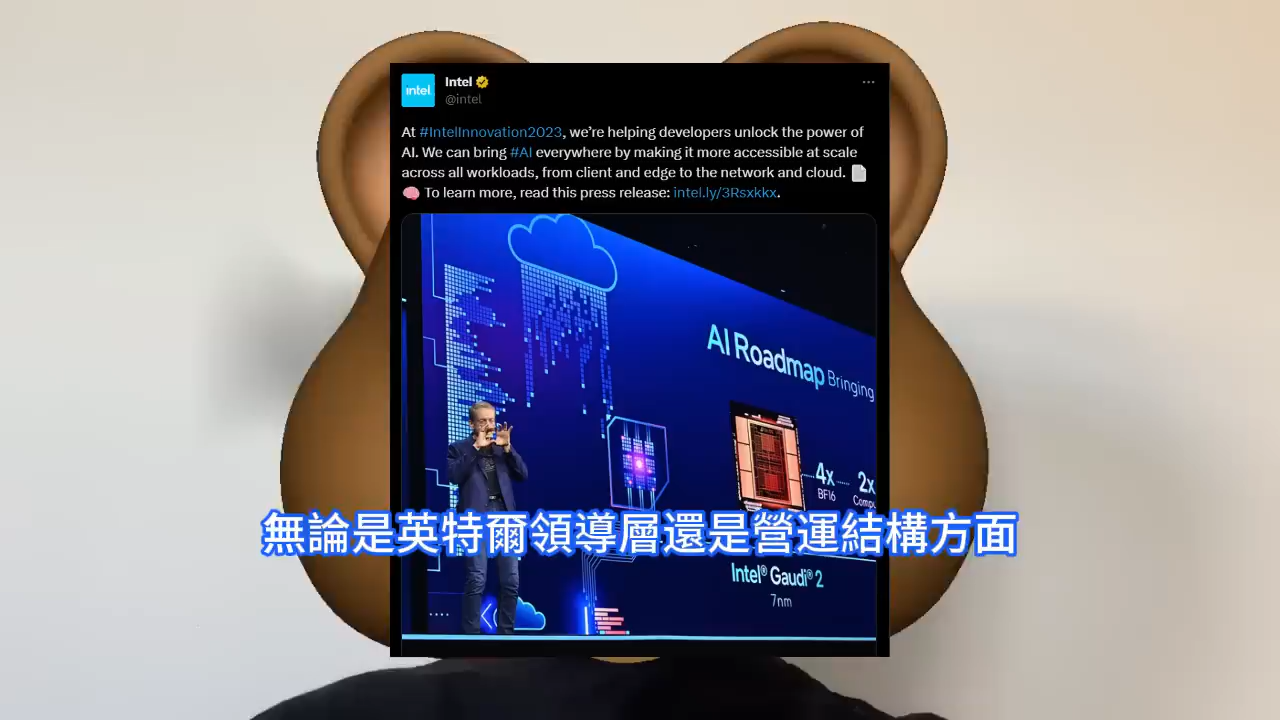 intel
Intel
@intel
At #IntelInnovation2023, we’re helping developers unlock the power of
AI. We can bring #AI everywhere by making it more accessible at scale
across all workloads, from client and edge to the network and cloud.
To learn more, read this press release: intel.ly/3Rsxkkx.
AI Roadmap Bringing
4x
BF16
2x
無論是英特爾領導層還是營運結構方面
Intel® Gaudi® 2
7nm